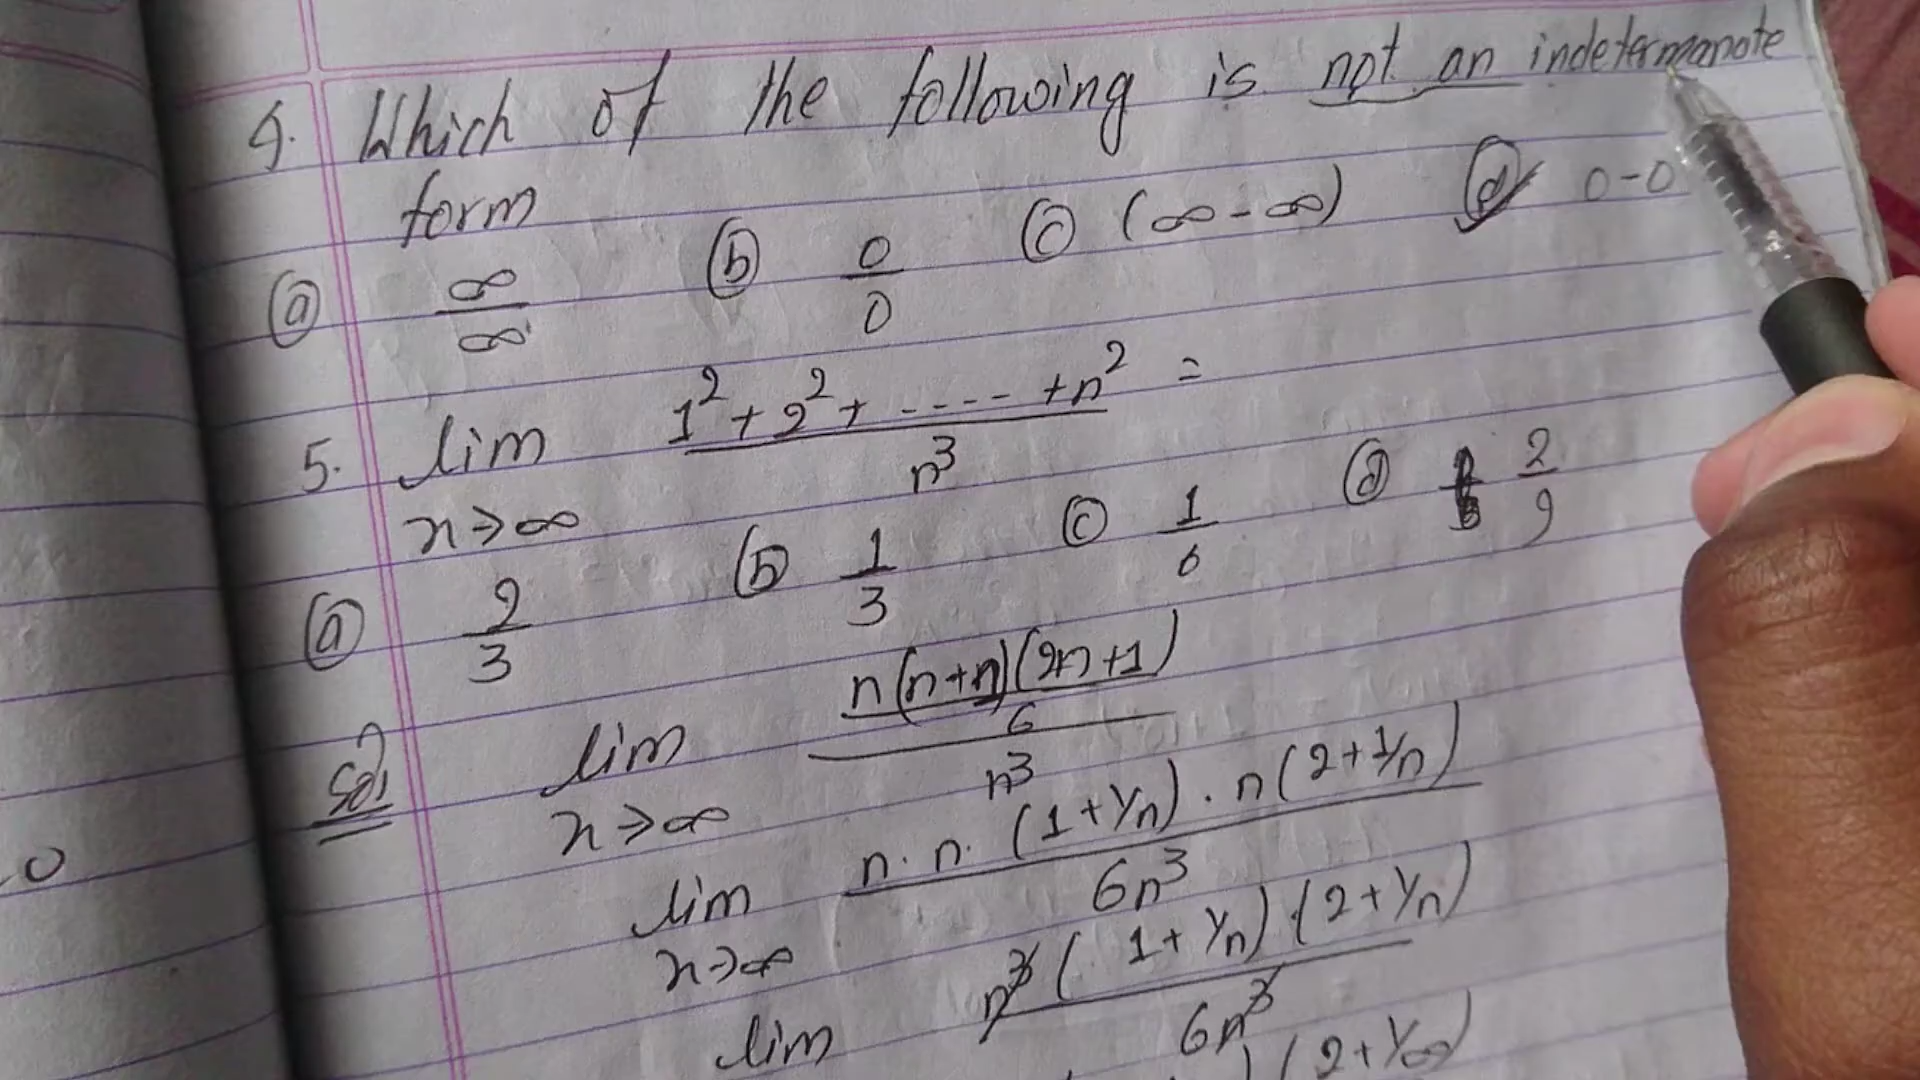 4. Which of the following is not an indetermanate
form
(a) ∞/∞ (b) 0/0 (c) (∞-∞) (d) 0-0
5. lim n→∞ 1²+2²+----+n² / n³ =
(a) 2/3 (b) 1/3 (c) 1/6 (d) 2/9
Sol, lim n→∞ n(n+n)(2n+1)/6 / n³
lim n→∞ n.n.(1+1/n).n(2+1/n) / 6n³
n³(1+1/n).(2+1/n) / 6n³
lim (2+1/∞)
0